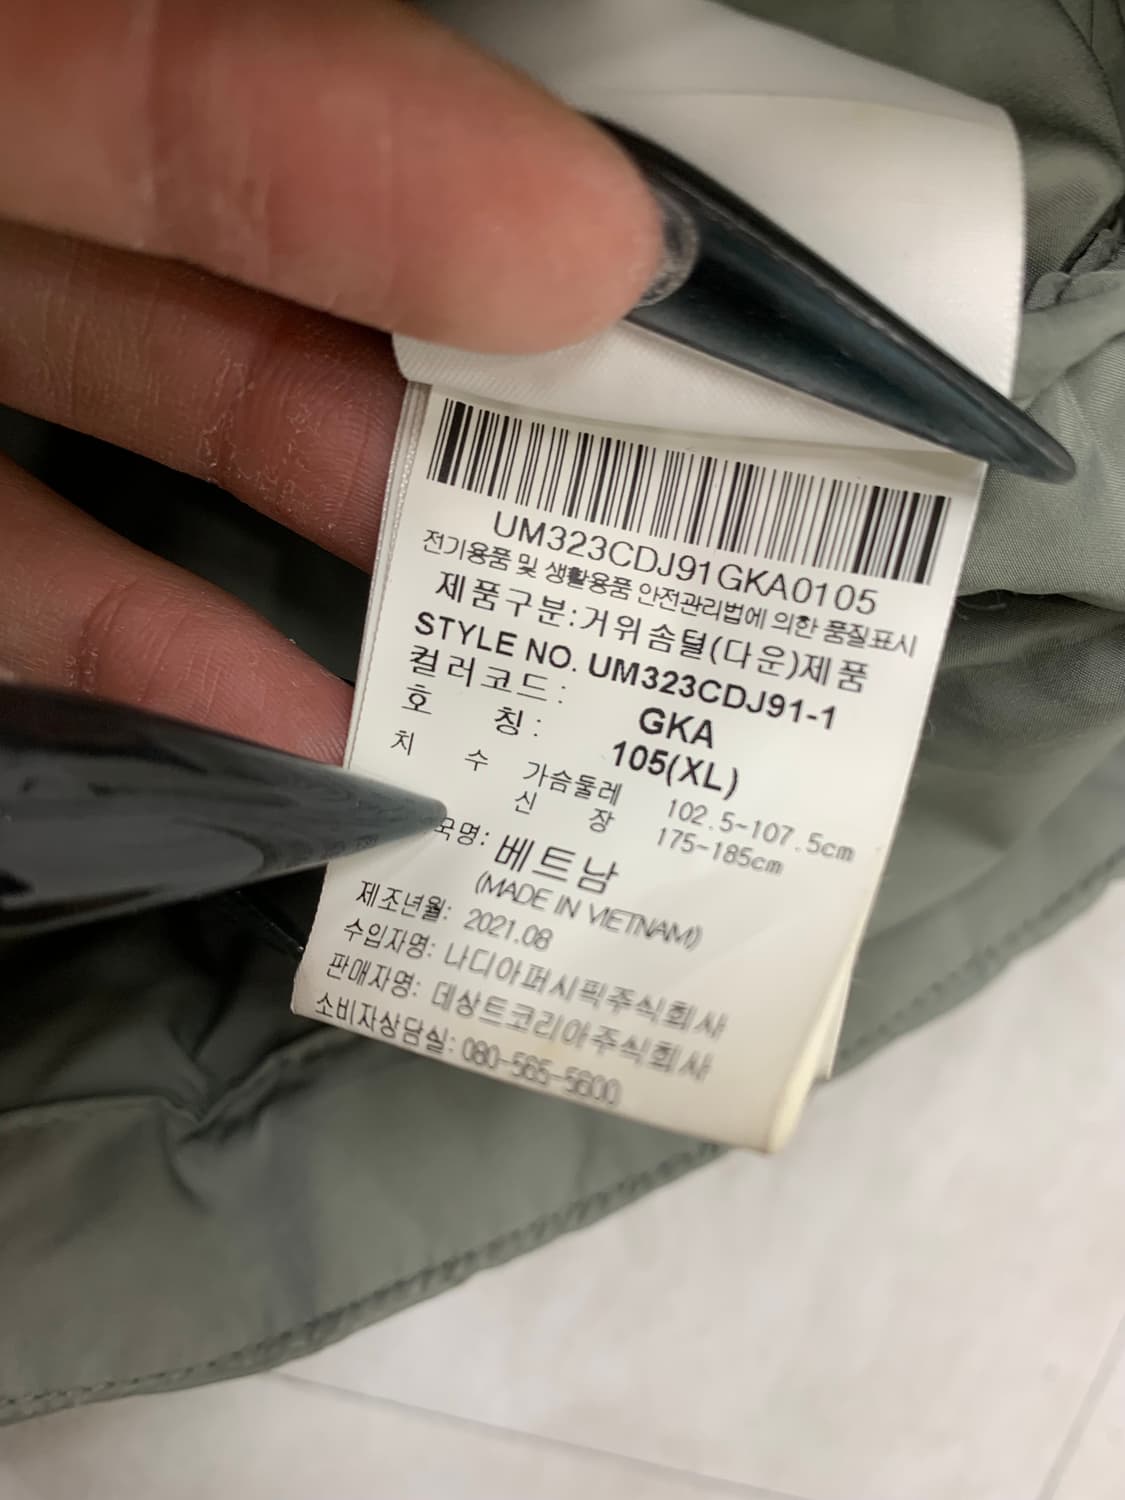 UM323CDJ91GKA0105
전기용품 및 생활용품 안전관리법에 의한 품질표시
제품구분:거위솜털(다운)제품
STYLE NO. UM323CDJ91-1
컬러코드: GKA
호 칭: 105(XL)
치 수 가슴둘레 102.5~107.5cm
신 장 175~185cm
국명: 베트남
(MADE IN VIETNAM)
제조년월: 2021.08
수입자명: 나디아퍼시픽주식회사
판매자명: 데상트코리아주식회사
소비자상담실: 080-565-5600